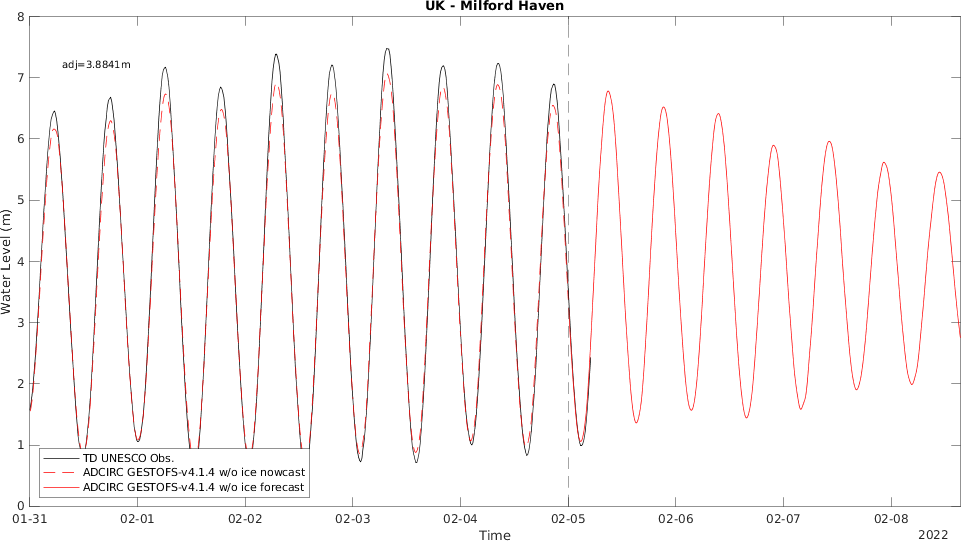 UK - Milford Haven
adj=3.8841m
Water Level (m)
8
7
6
5
4
3
2
1
0
TD UNESCO Obs.
ADCIRC GESTOFS-v4.1.4 w/o ice nowcast
ADCIRC GESTOFS-v4.1.4 w/o ice forecast
01-31 02-01 02-02 02-03 02-04 02-05 02-06 02-07 02-08
Time
2022